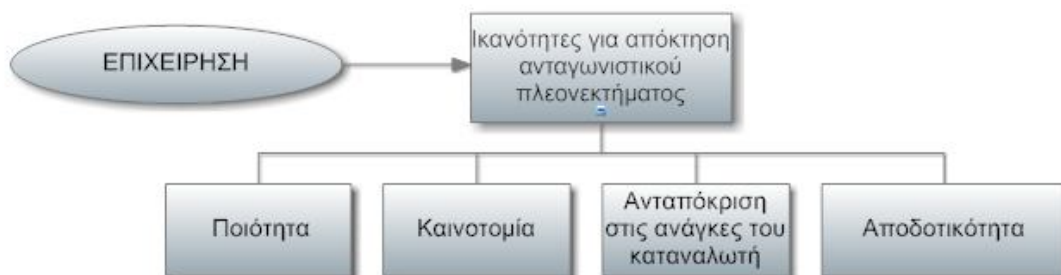 ΕΠΙΧΕΙΡΗΣΗ
Ικανότητες για απόκτηση
ανταγωνιστικού
πλεονεκτήματος
Ποιότητα
Καινοτομία
Ανταπόκριση
στις ανάγκες του
καταναλωτή
Αποδοτικότητα